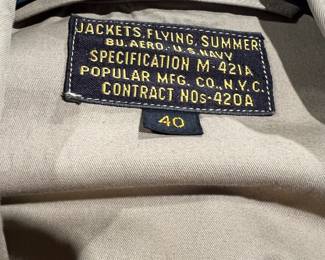 JACKETS, FLYING, SUMMER
BU. AERO. U.S. NAVY
SPECIFICATION M-421A
POPULAR MFG. CO., N.Y.C.
CONTRACT NOs-420A
40